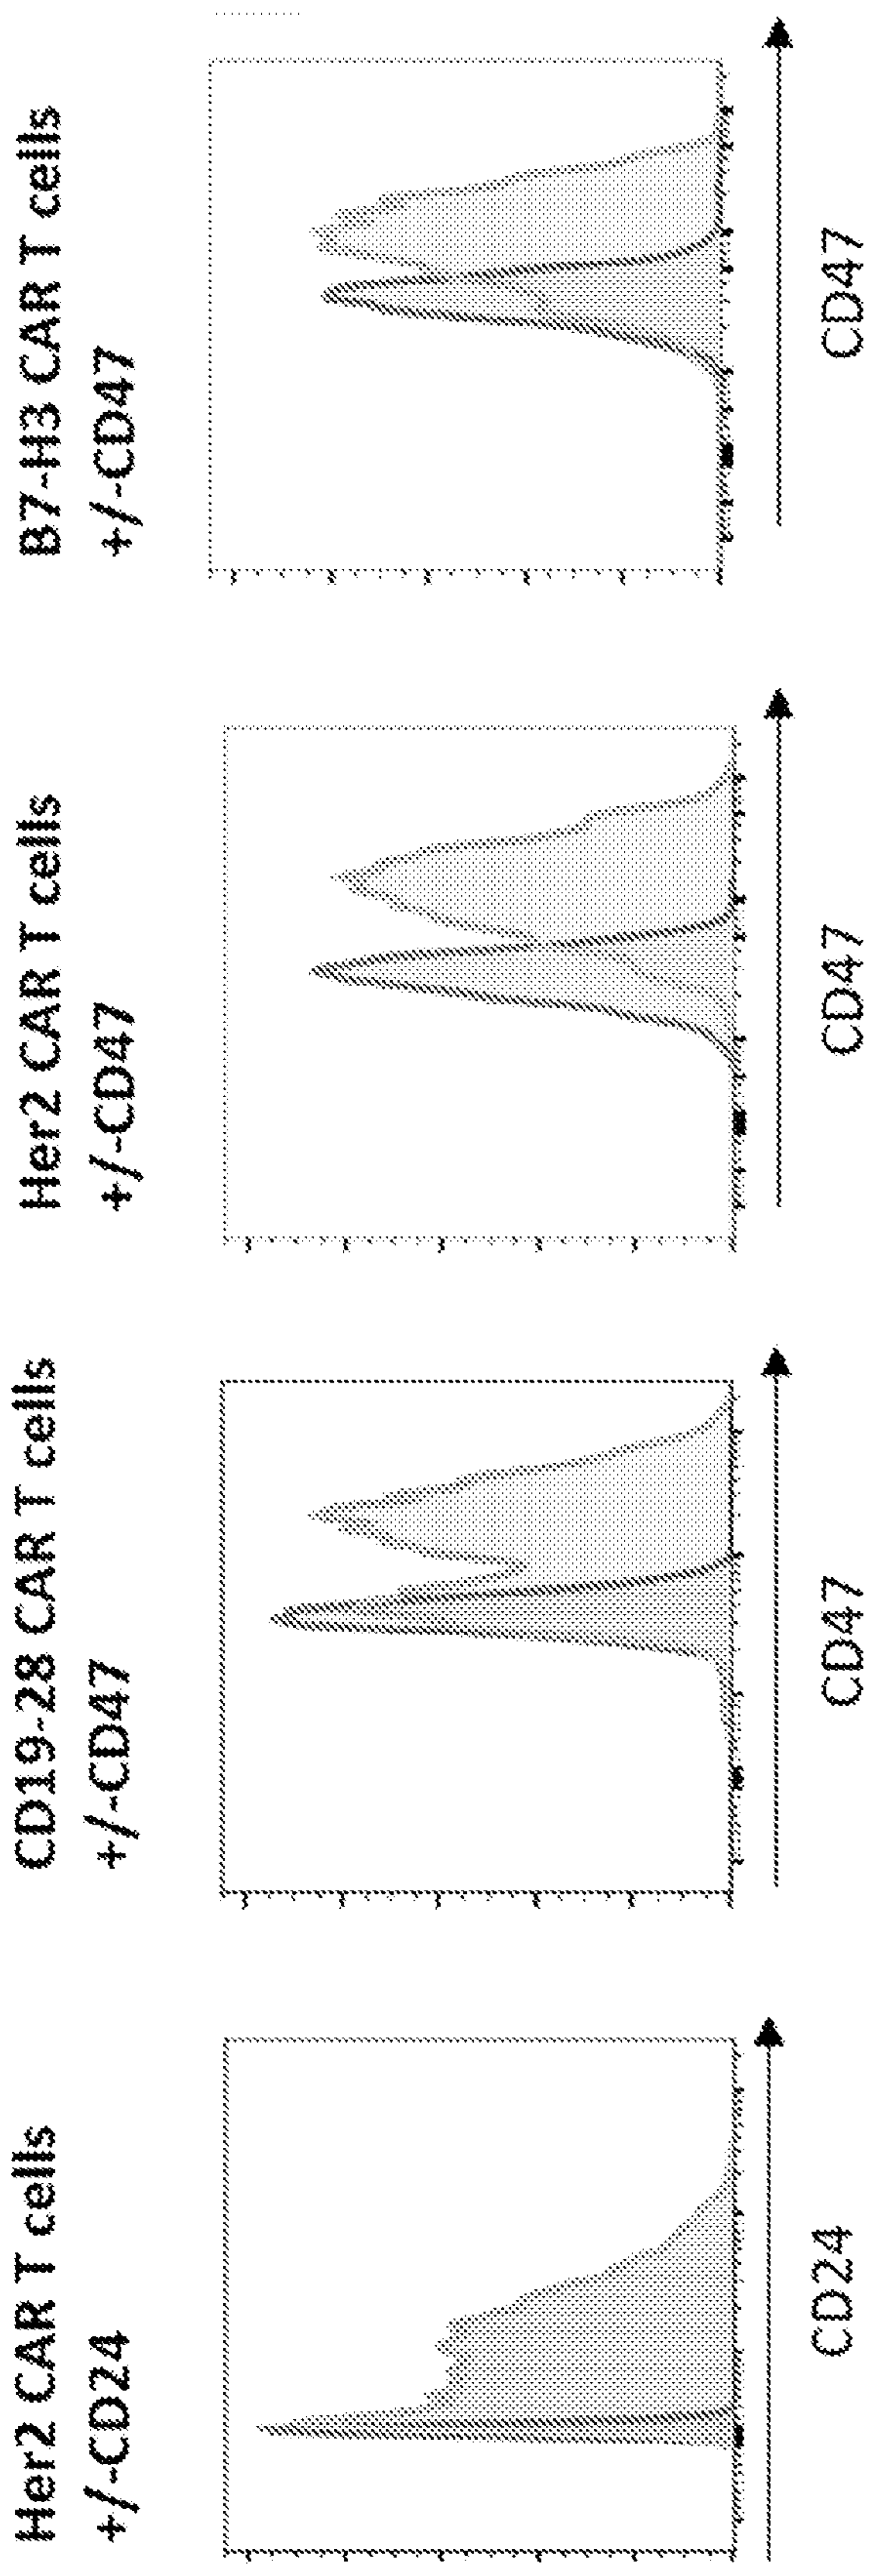 Her2 CAR T cells
+/-CD24
CD24
CD19-28 CAR T cells
+/-CD47
CD47
Her2 CAR T cells
+/-CD47
CD47
B7-H3 CAR T cells
+/-CD47
CD47